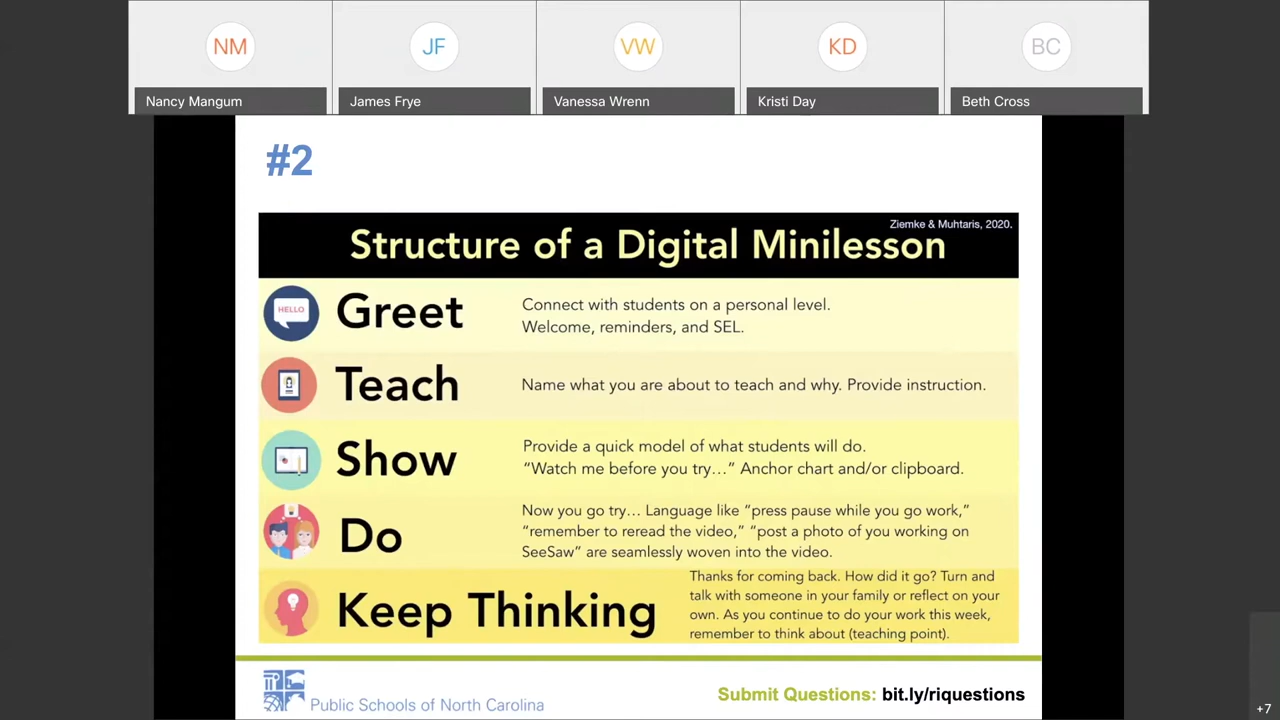 NM
JF
VW
KD
BC
Nancy Mangum
James Frye
Vanessa Wrenn
Kristi Day
Beth Cross
#2
Ziemke & Muhtaris, 2020.
Structure of a Digital Minilesson
HELLO
Greet
Connect with students on a personal level.
Welcome, reminders, and SEL.
Teach
Name what you are about to teach and why. Provide instruction.
Show
Provide a quick model of what students will do.
“Watch me before you try…” Anchor chart and/or clipboard.
Do
Now you go try… Language like “press pause while you go work,”
“remember to reread the video,” “post a photo of you working on
SeeSaw” are seamlessly woven into the video.
Keep Thinking
Thanks for coming back. How did it go? Turn and
talk with someone in your family or reflect on your
own. As you continue to do your work this week,
remember to think about (teaching point).
Public Schools of North Carolina
Submit Questions: bit.ly/riquestions
+7